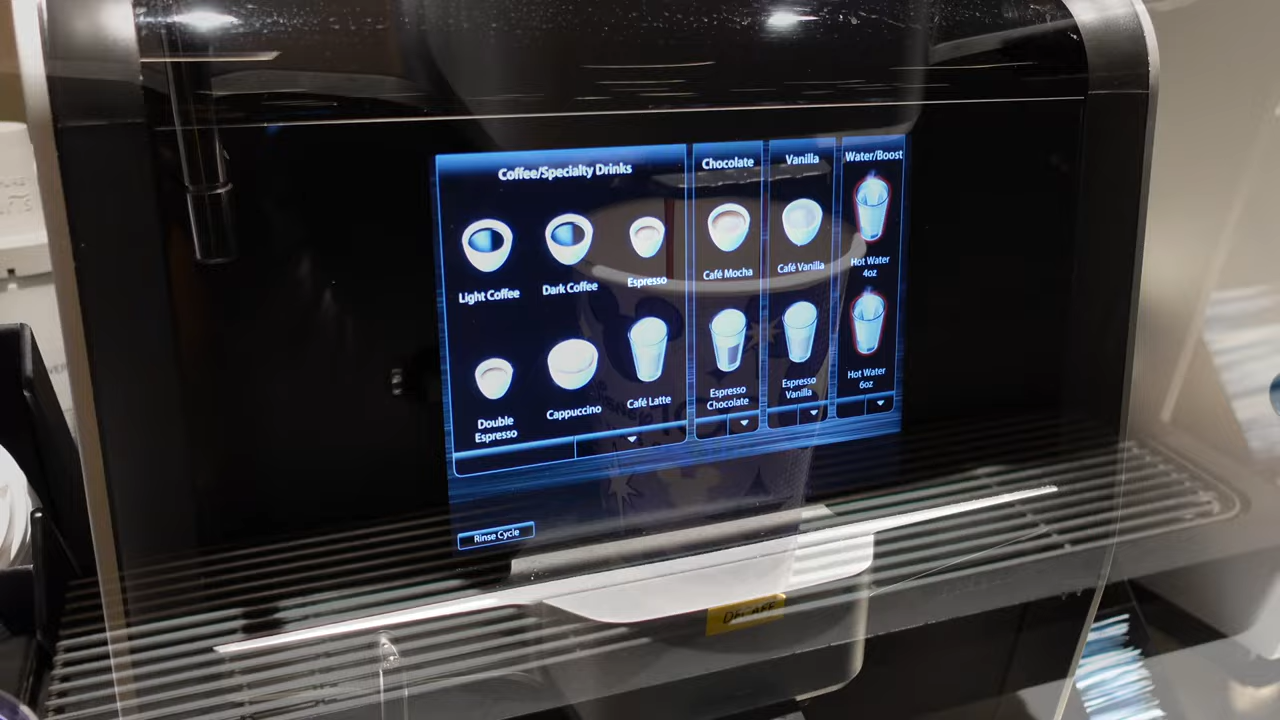 Coffee/Specialty Drinks
Chocolate
Vanilla
Water/Boost
Light Coffee
Dark Coffee
Espresso
Café Mocha
Café Vanilla
Hot Water
4oz
Double
Espresso
Cappuccino
Café Latte
Espresso
Chocolate
Espresso
Vanilla
Hot Water
6oz
Rinse Cycle
DECAFE